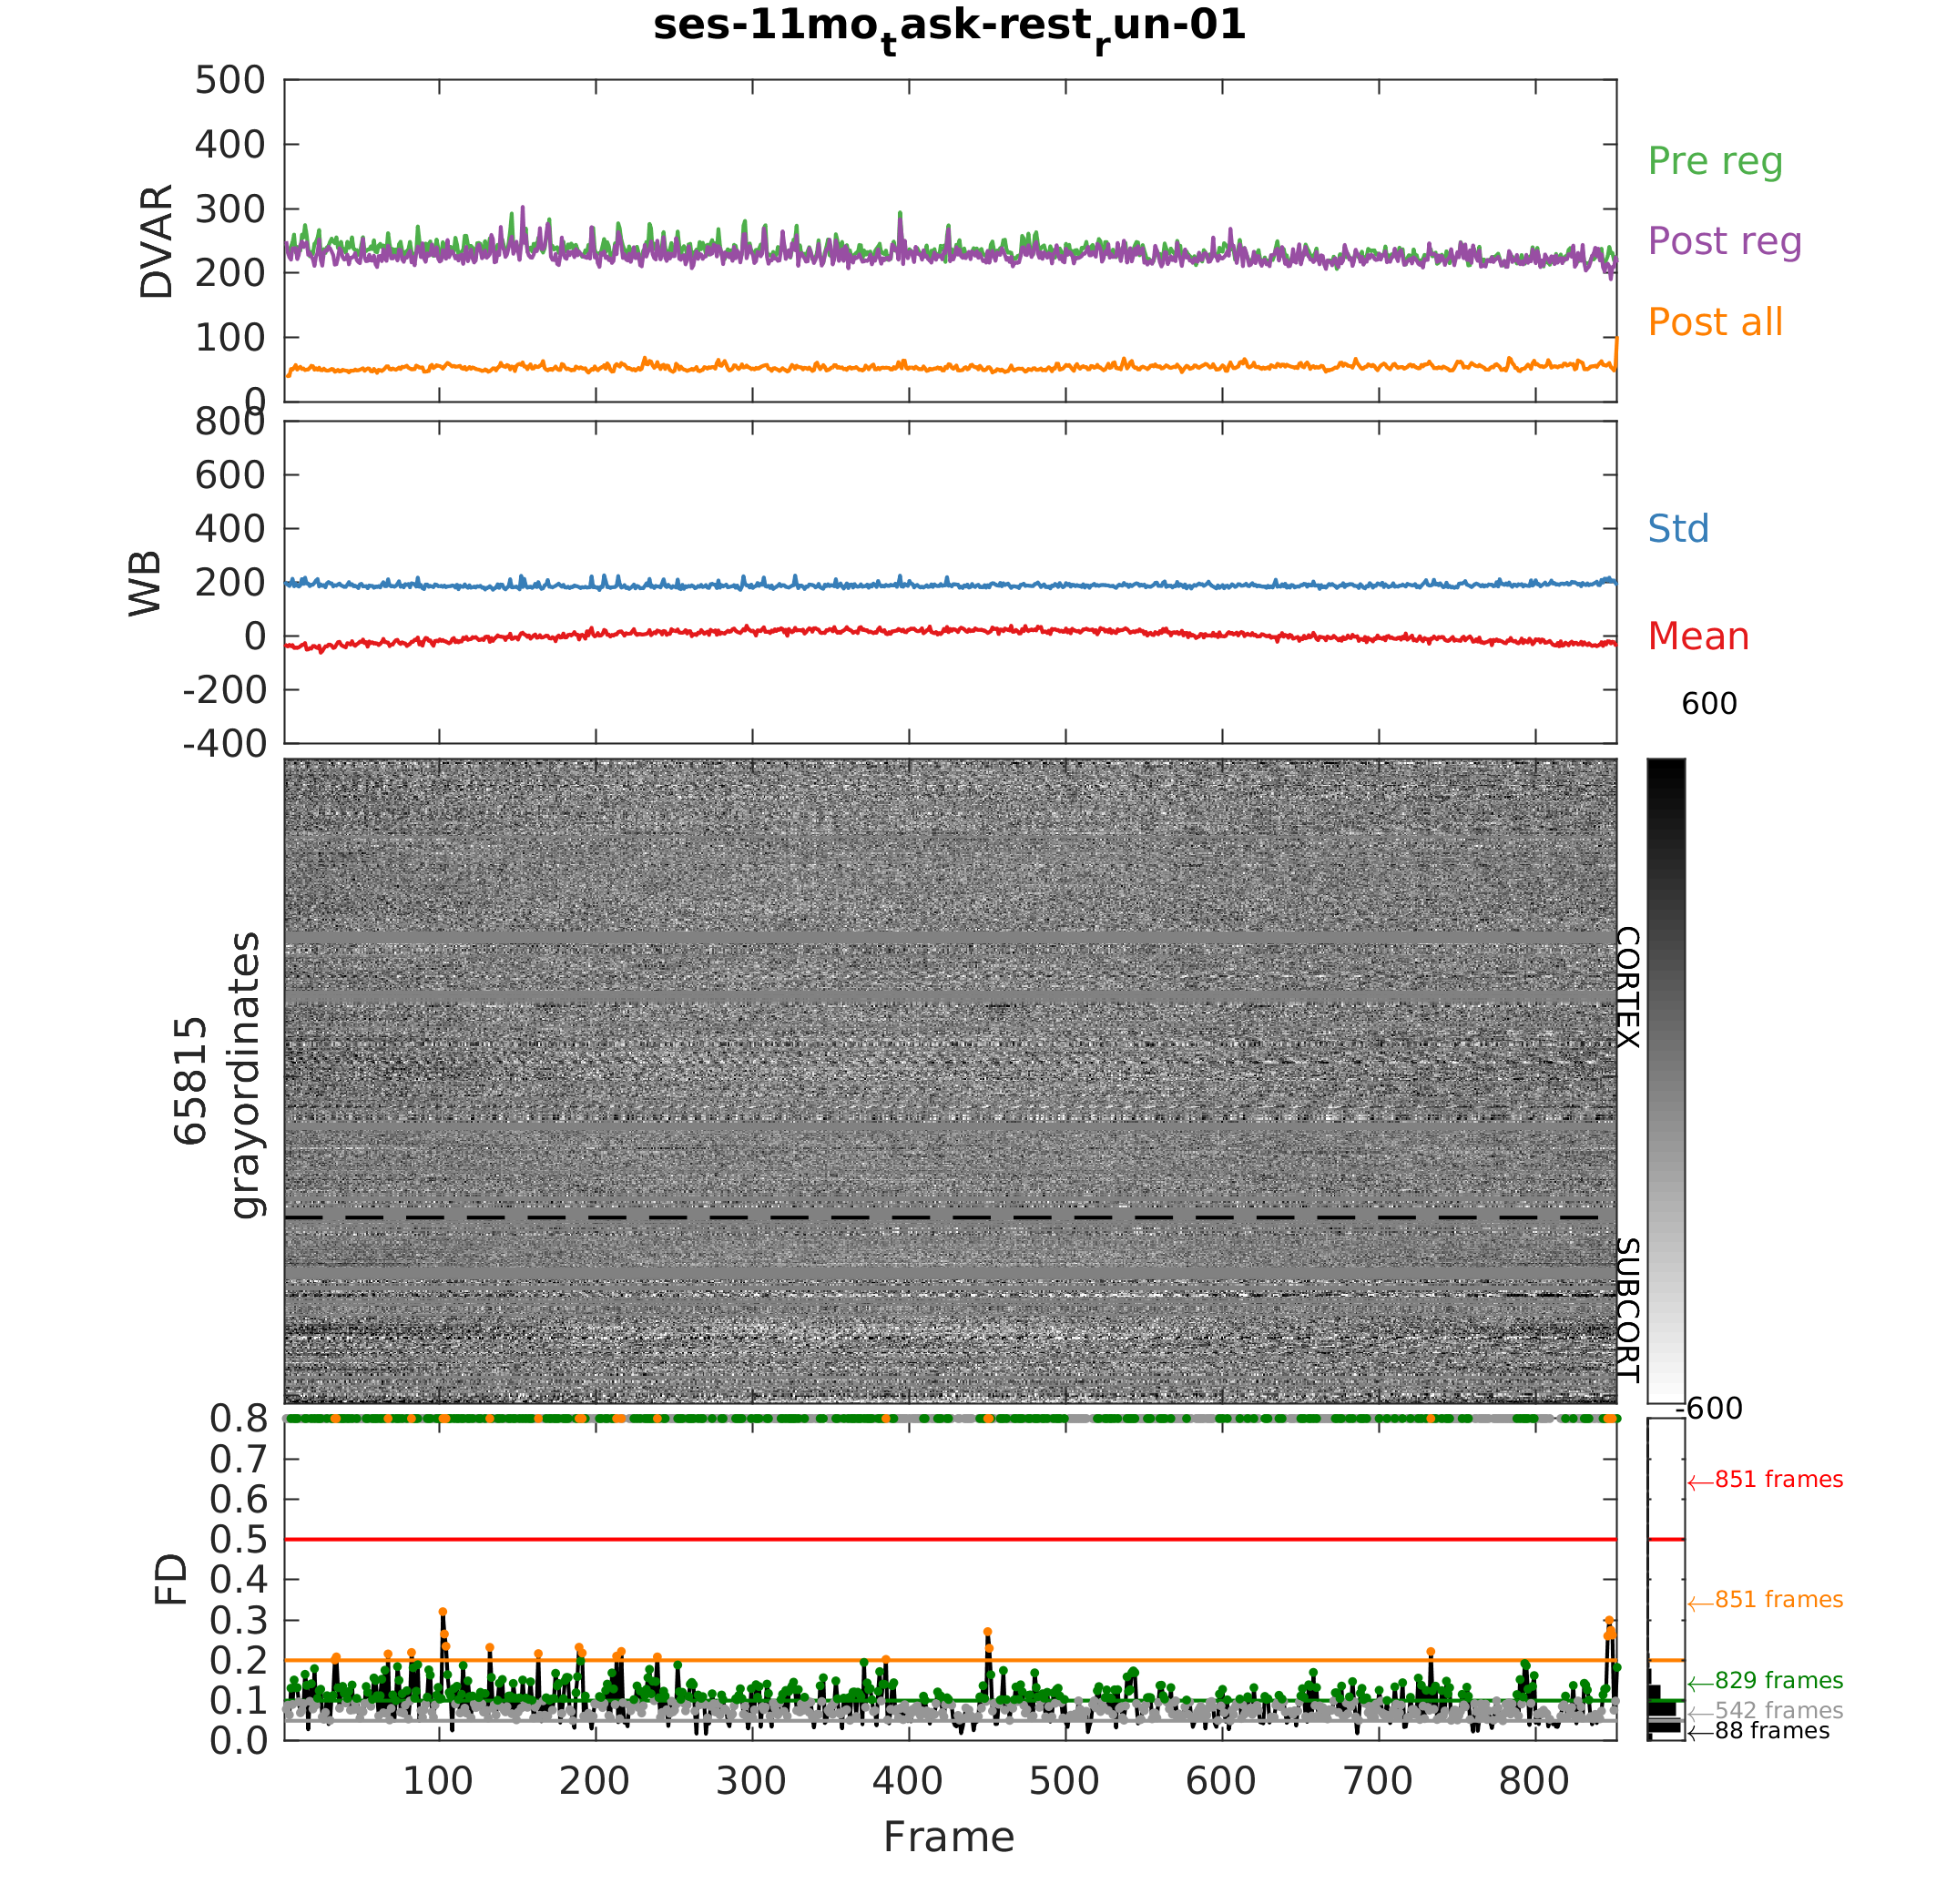 ses-11mo_task-rest_run-01
500
400
300
200
100
0
DVAR
Pre reg
Post reg
Post all
800
600
400
200
0
-200
-400
WB
Std
Mean
600
65815
grayordinates
CORTEX
SUBCORT
-600
0.8
0.7
0.6
0.5
0.4
0.3
0.2
0.1
0.0
FD
←851 frames
←851 frames
←829 frames
←542 frames
←88 frames
100 200 300 400 500 600 700 800
Frame